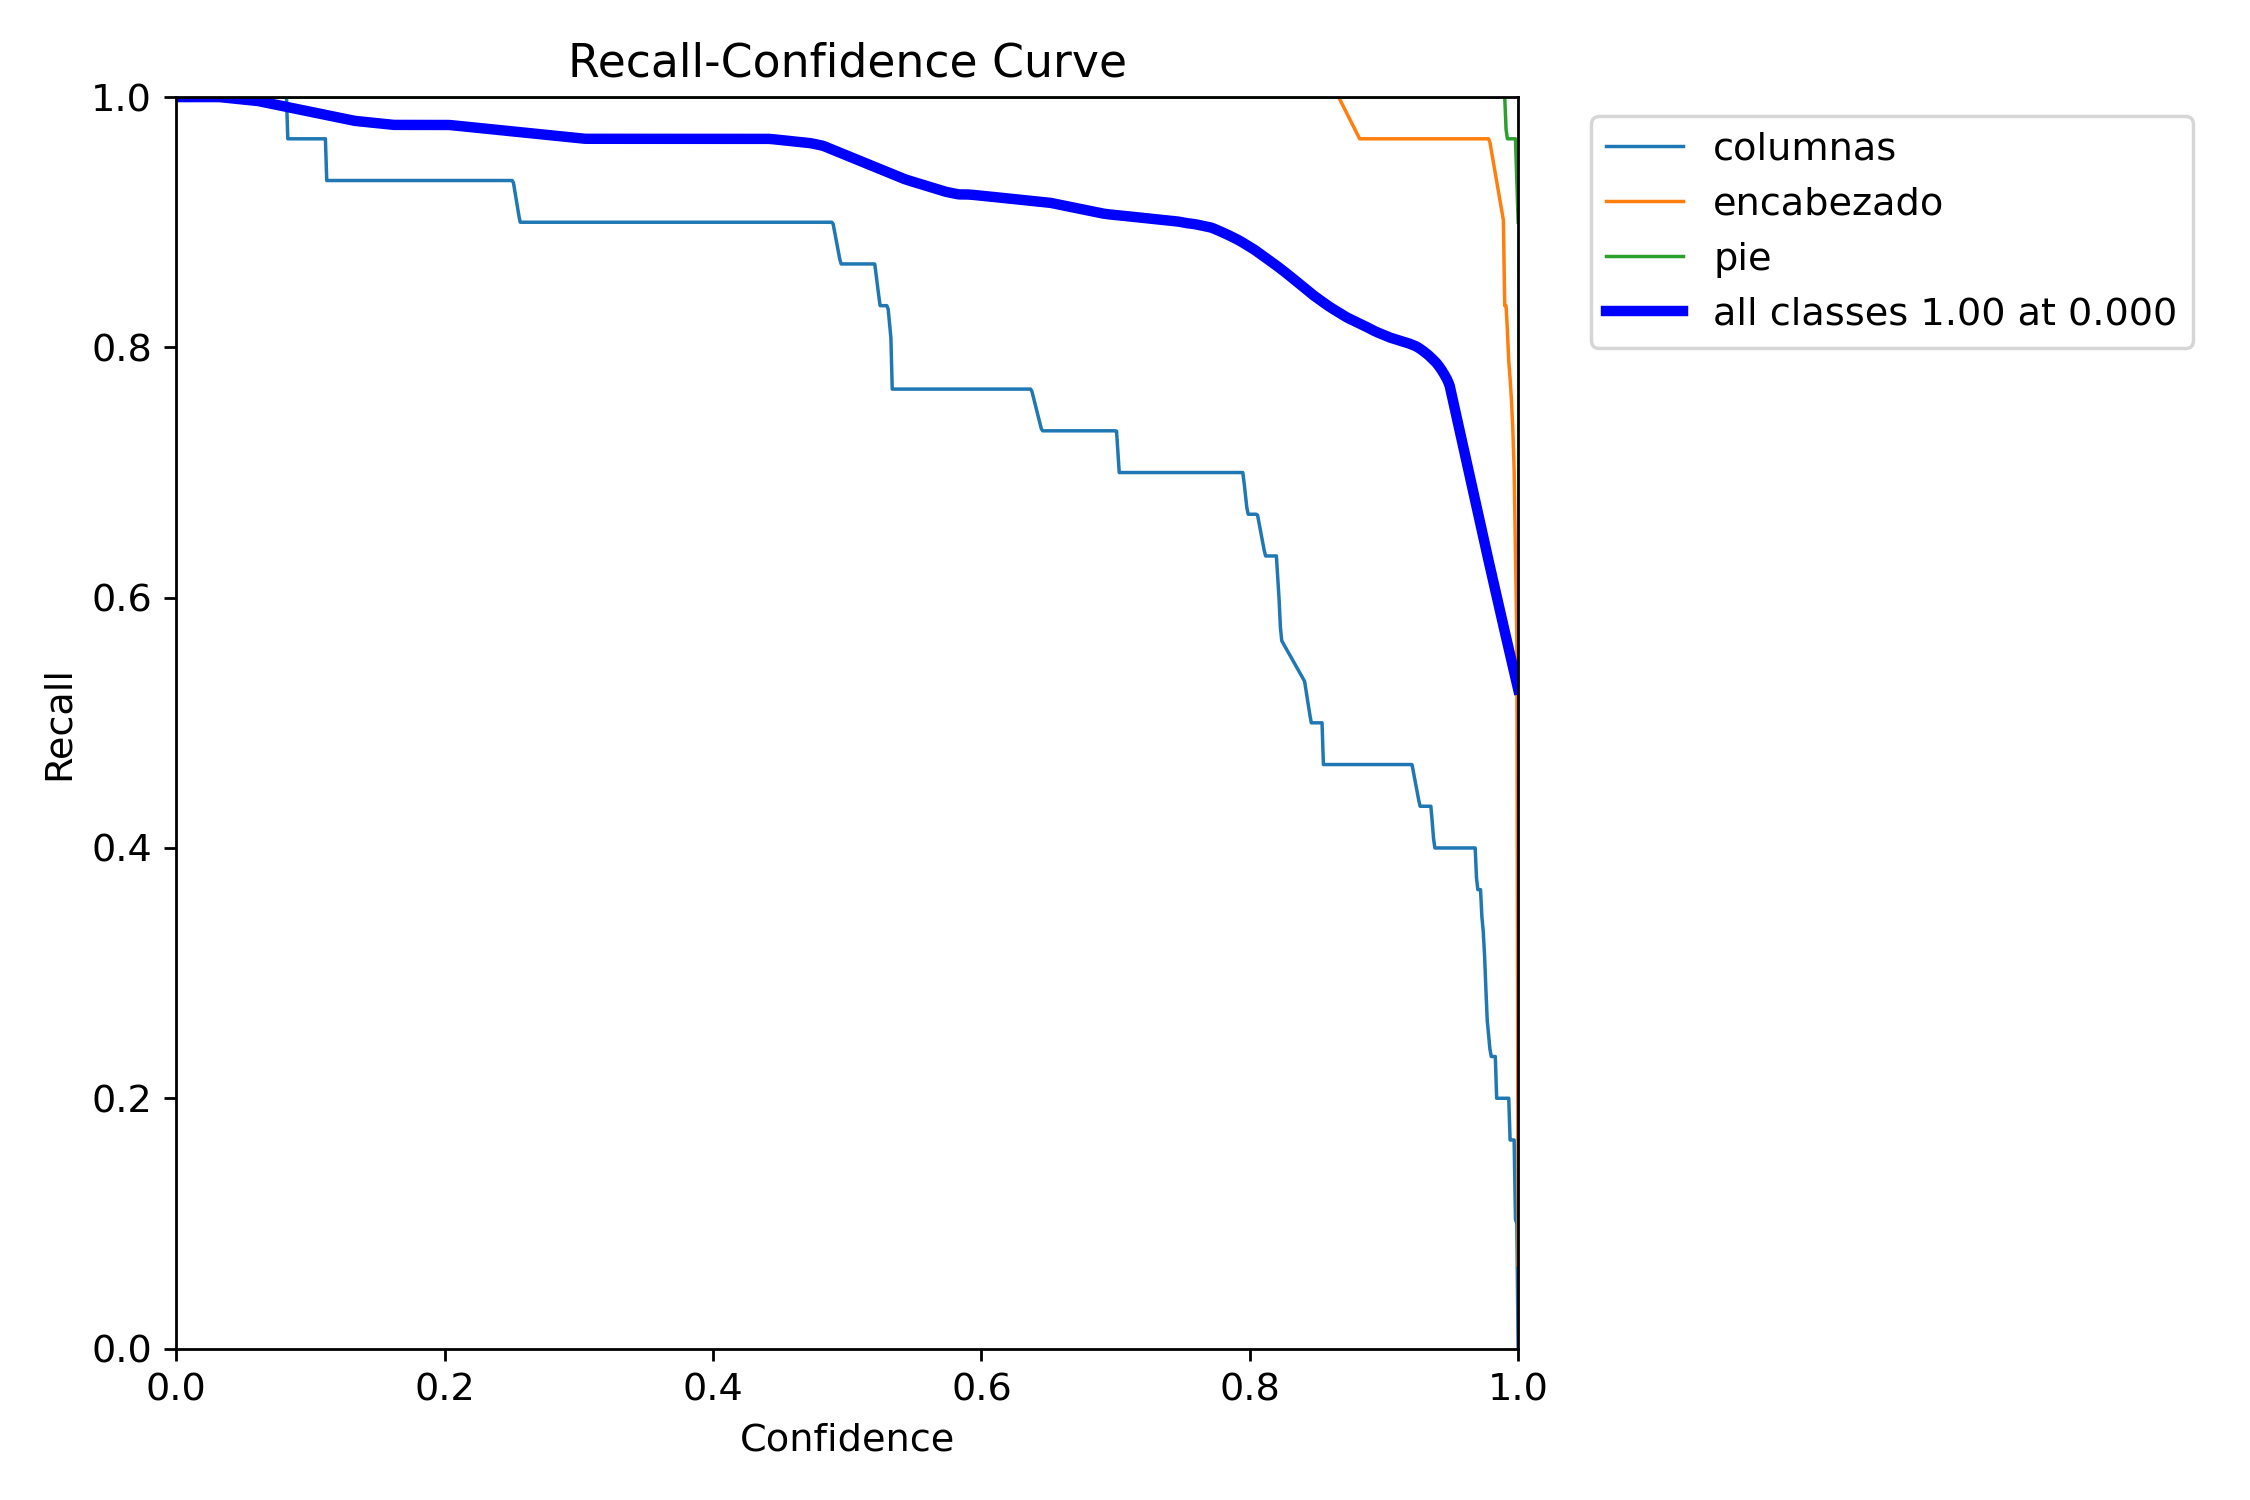 Recall-Confidence Curve
1.0
0.8
0.6
0.4
0.2
0.0
Recall
0.0 0.2 0.4 0.6 0.8 1.0
Confidence
columnas
encabezado
pie
all classes 1.00 at 0.000